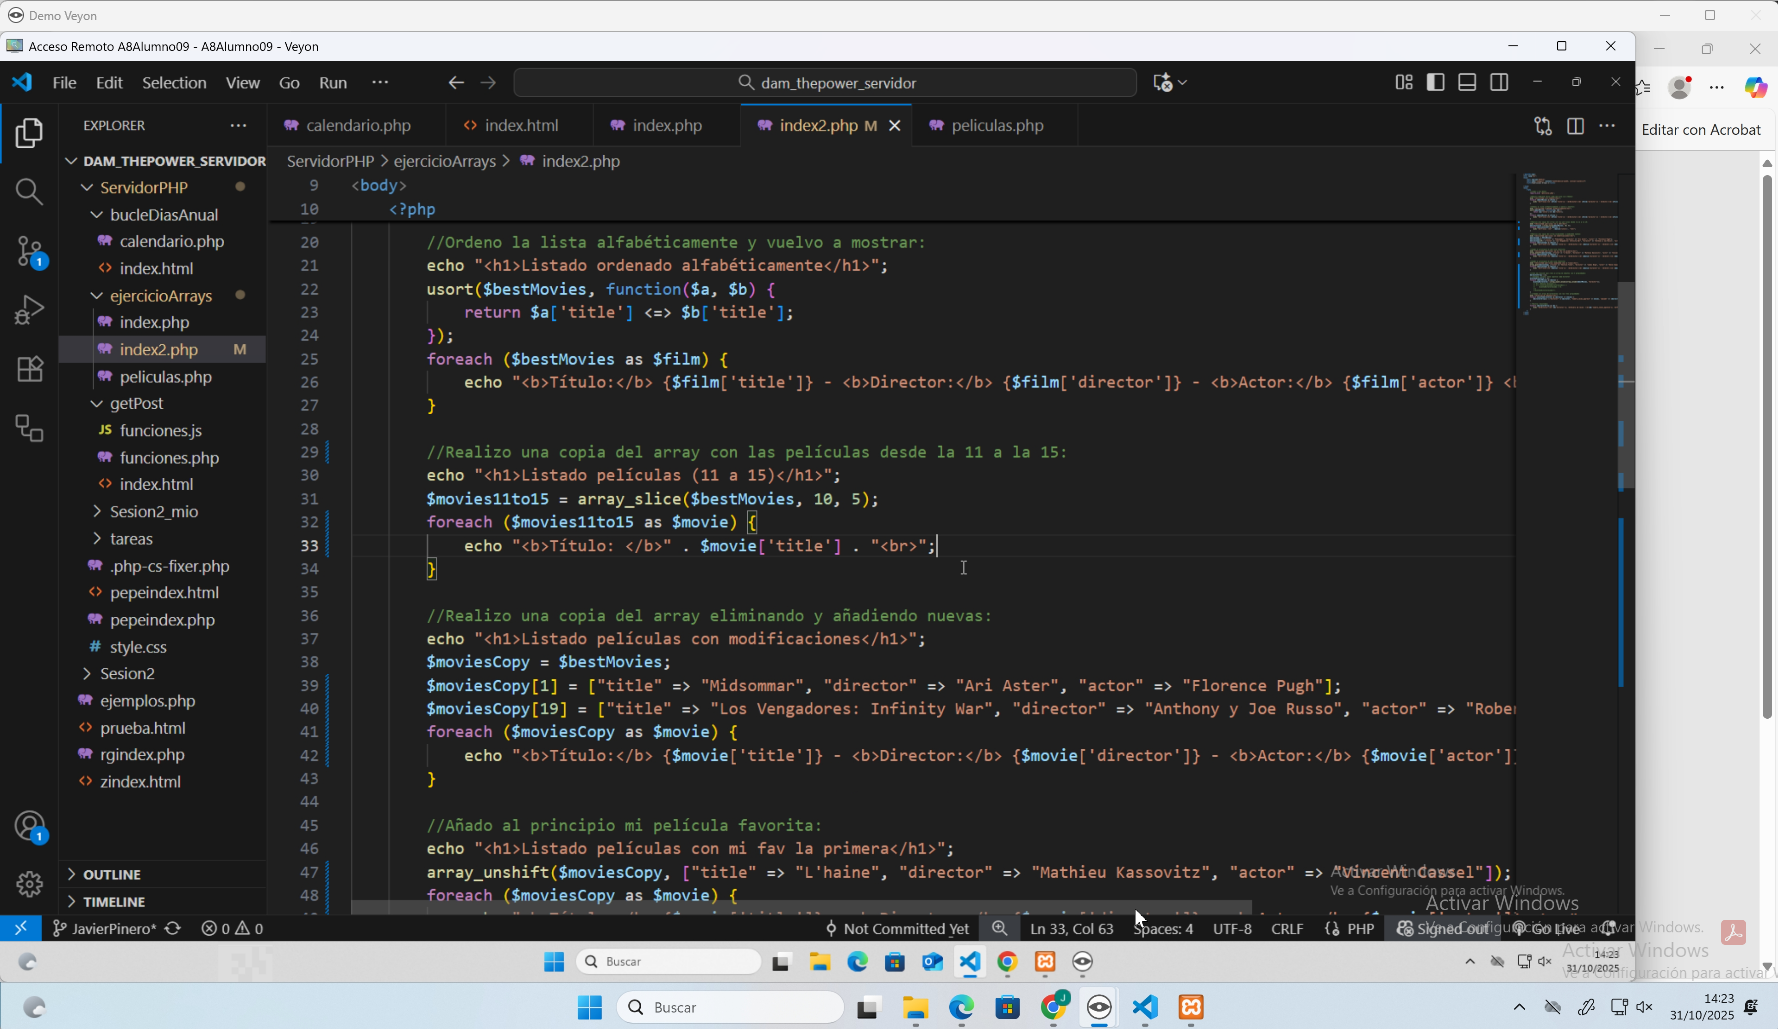 Demo Veyon
Acceso Remoto A8Alumno09 - A8Alumno09 - Veyon
File Edit Selection View Go Run ···
dam_thepower_servidor
Editar con Acrobat
EXPLORER ···
DAM_THEPOWER_SERVIDOR
ServidorPHP
bucleDiasAnual
calendario.php
index.html
ejercicioArrays
index.php
index2.php M
peliculas.php
getPost
JS funciones.js
funciones.php
index.html
Sesion2_mio
tareas
.php-cs-fixer.php
pepeindex.html
pepeindex.php
# style.css
Sesion2
ejemplos.php
prueba.html
rgindex.php
zindex.html
OUTLINE
TIMELINE
calendario.php index.html index.php index2.php M peliculas.php
ServidorPHP > ejercicioArrays > index2.php
9 <body>
10 <?php
20 //Ordeno la lista alfabéticamente y vuelvo a mostrar:
21 echo "<h1>Listado ordenado alfabéticamente</h1>";
22 usort($bestMovies, function($a, $b) {
23 return $a['title'] <=> $b['title'];
24 });
25 foreach ($bestMovies as $film) {
26 echo "<b>Título:</b> {$film['title']} - <b>Director:</b> {$film['director']} - <b>Actor:</b> {$film['actor']} <b
27 }
28
29 //Realizo una copia del array con las películas desde la 11 a la 15:
30 echo "<h1>Listado películas (11 a 15)</h1>";
31 $movies11to15 = array_slice($bestMovies, 10, 5);
32 foreach ($movies11to15 as $movie) {
33 echo "<b>Título: </b>" . $movie['title'] . "<br>";
34 }
35
36 //Realizo una copia del array eliminando y añadiendo nuevas:
37 echo "<h1>Listado películas con modificaciones</h1>";
38 $moviesCopy = $bestMovies;
39 $moviesCopy[1] = ["title" => "Midsommar", "director" => "Ari Aster", "actor" => "Florence Pugh"];
40 $moviesCopy[19] = ["title" => "Los Vengadores: Infinity War", "director" => "Anthony y Joe Russo", "actor" => "Rober
41 foreach ($moviesCopy as $movie) {
42 echo "<b>Título:</b> {$movie['title']} - <b>Director:</b> {$movie['director']} - <b>Actor:</b> {$movie['actor']}
43 }
44
45 //Añado al principio mi película favorita:
46 echo "<h1>Listado películas con mi fav la primera</h1>";
47 array_unshift($moviesCopy, ["title" => "L'haine", "director" => "Mathieu Kassovitz", "actor" => "Vincent Cassel"]);
48 foreach ($moviesCopy as $movie) {
Activar Windows
Ve a Configuración para activar Windows.
Activar Windows
Ve a Configuración para activar Windows.
Activar Windows
Ve a Configuración para activar
JavierPinero* 0 0 Not Committed Yet Ln 33, Col 63 Spaces: 4 UTF-8 CRLF {} PHP Signed out Go Live
Buscar
14:23
31/10/2025
Buscar
14:23
31/10/2025